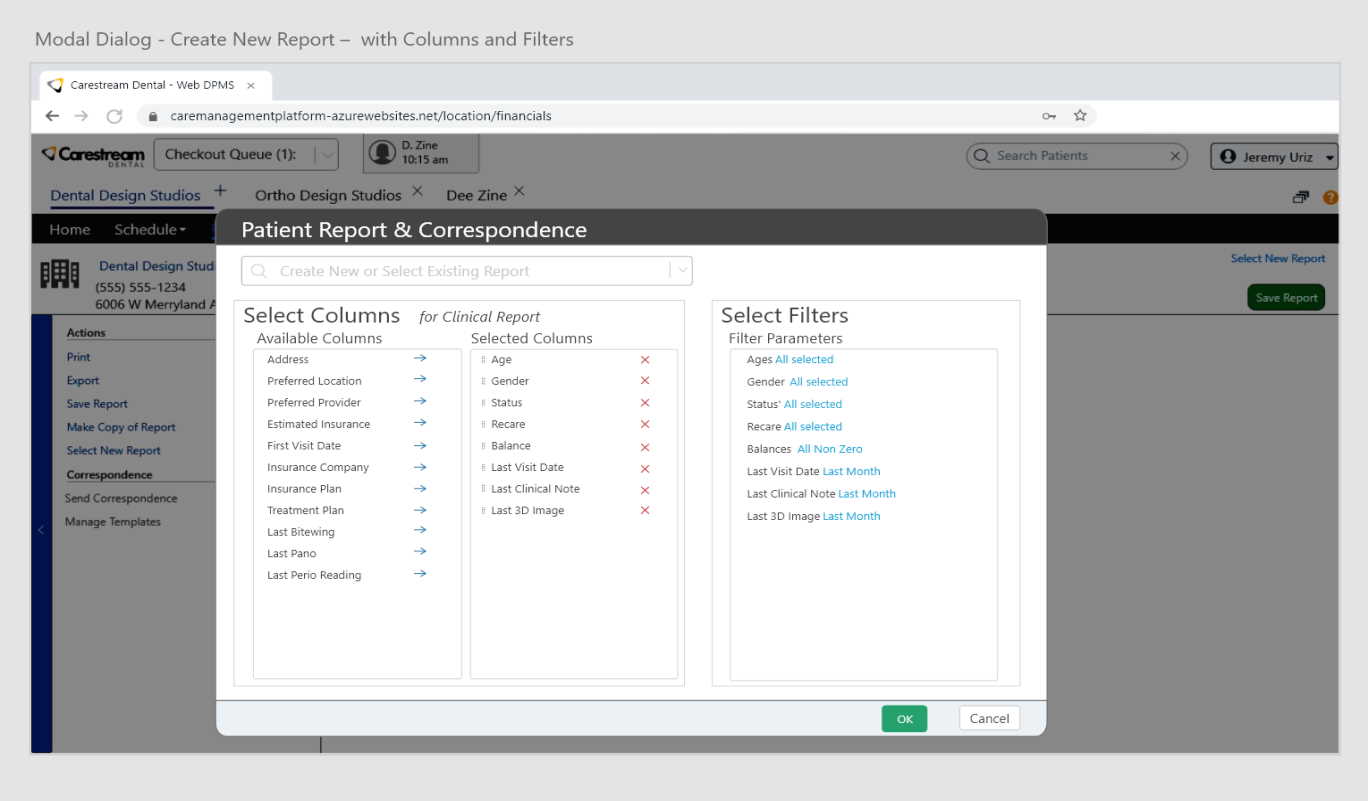 Modal Dialog - Create New Report – with Columns and Filters
Carestream Dental - Web DPMS
caremanagementplatform-azurewebsites.net/location/financials
Carestream
DENTAL
Checkout Queue (1):
D. Zine
10:15 am
Search Patients
Jeremy Uriz
Dental Design Studios
Ortho Design Studios
Dee Zine
?
Home Schedule
Patient Report & Correspondence
Dental Design Stud
(555) 555-1234
6006 W Merryland A
Select New Report
Save Report
Actions
Print
Export
Save Report
Make Copy of Report
Select New Report
Correspondence
Send Correspondence
Manage Templates
Create New or Select Existing Report
Select Columns for Clinical Report
Available Columns
Address
Preferred Location
Preferred Provider
Estimated Insurance
First Visit Date
Insurance Company
Insurance Plan
Treatment Plan
Last Bitewing
Last Pano
Last Perio Reading
Selected Columns
Age
Gender
Status
Recare
Balance
Last Visit Date
Last Clinical Note
Last 3D Image
Select Filters
Filter Parameters
Ages All selected
Gender All selected
Status' All selected
Recare All selected
Balances All Non Zero
Last Visit Date Last Month
Last Clinical Note Last Month
Last 3D Image Last Month
OK
Cancel